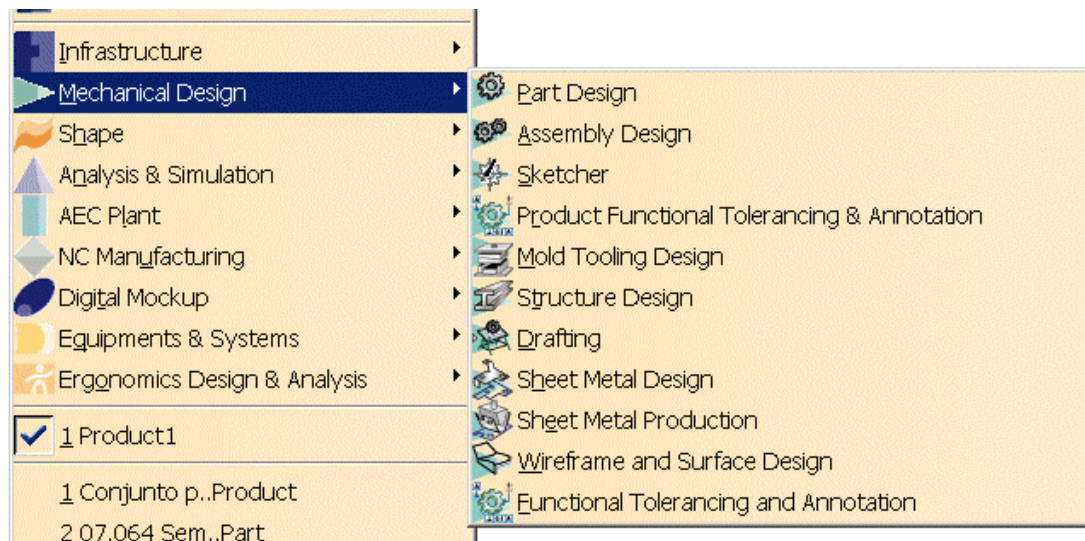 Infrastructure
Mechanical Design
Shape
Analysis & Simulation
AEC Plant
NC Manufacturing
Digital Mockup
Equipments & Systems
Ergonomics Design & Analysis
1 Product1
1 Conjunto p..Product
2 07.064 Sem..Part
Part Design
Assembly Design
Sketcher
Product Functional Tolerancing & Annotation
Mold Tooling Design
Structure Design
Drafting
Sheet Metal Design
Sheet Metal Production
Wireframe and Surface Design
Functional Tolerancing and Annotation